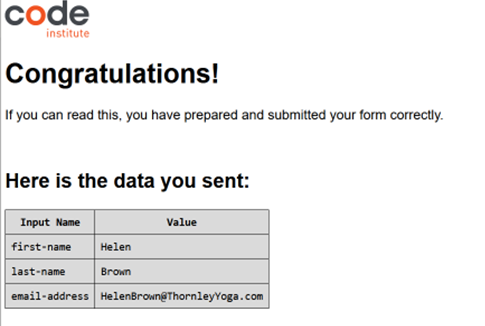 code
institute
Congratulations!
If you can read this, you have prepared and submitted your form correctly.
Here is the data you sent:
Input Name Value
first-name Helen
last-name Brown
email-address HelenBrown@ThornleyYoga.com